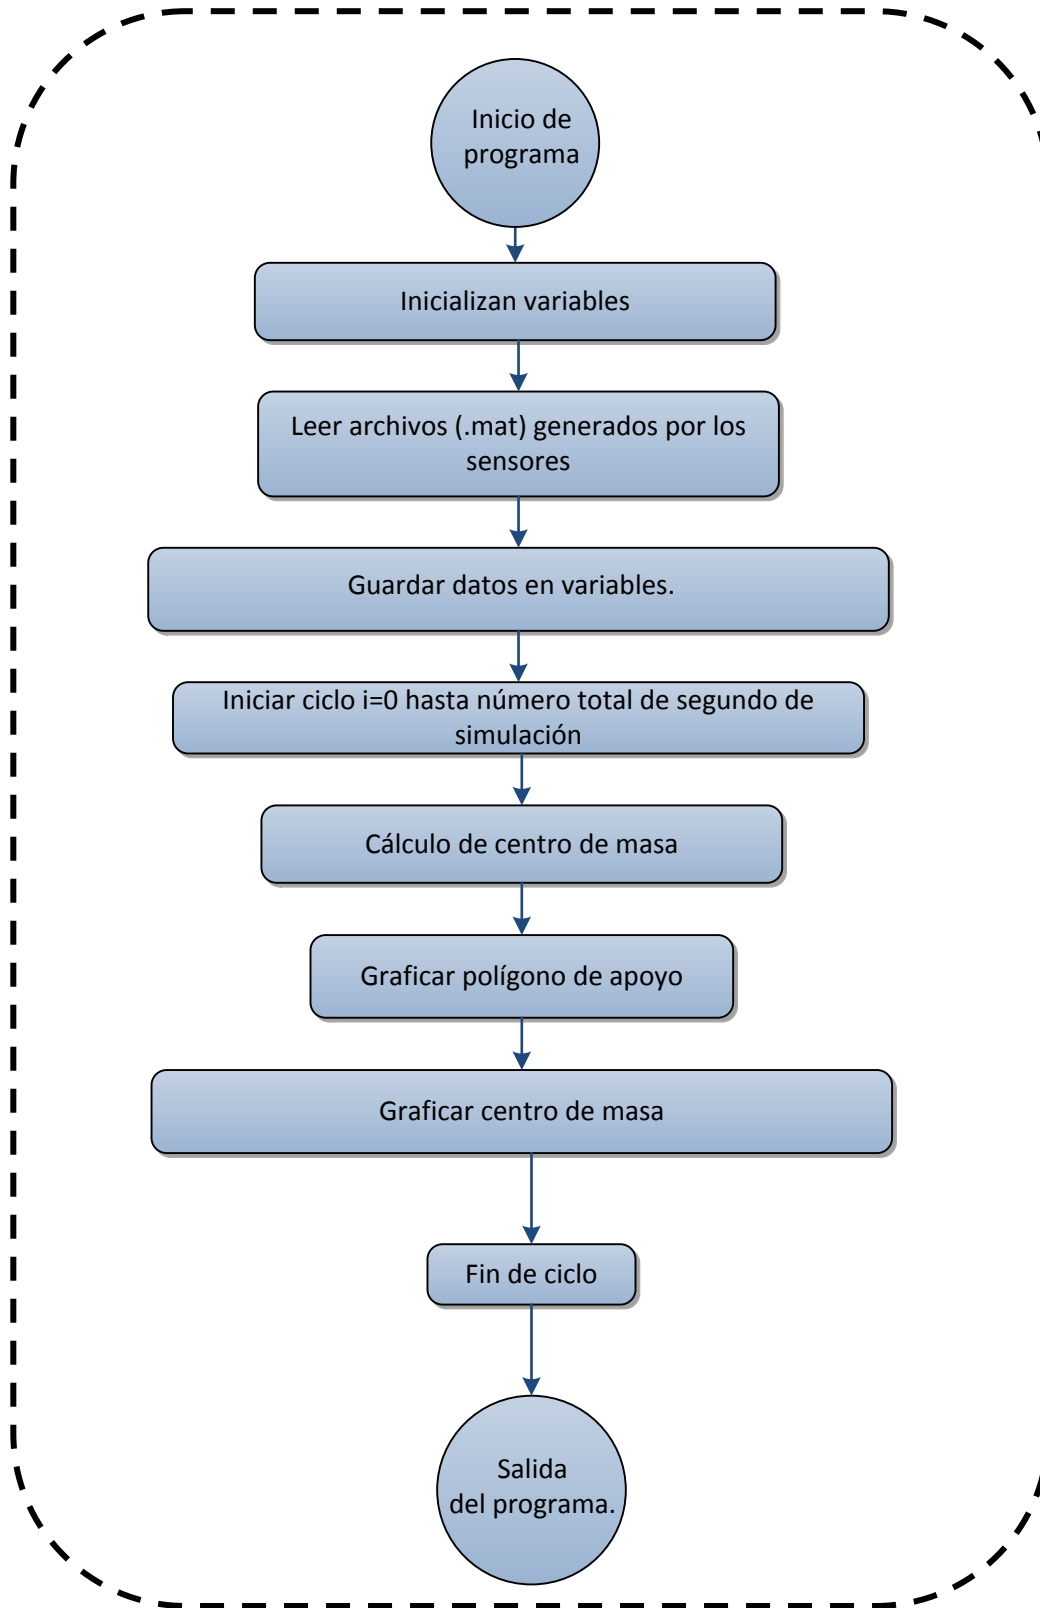 Inicio de
programa
Inicializan variables
Leer archivos (.mat) generados por los
sensores
Guardar datos en variables.
Iniciar ciclo i=0 hasta número total de segundo de
simulación
Cálculo de centro de masa
Graficar polígono de apoyo
Graficar centro de masa
Fin de ciclo
Salida
del programa.